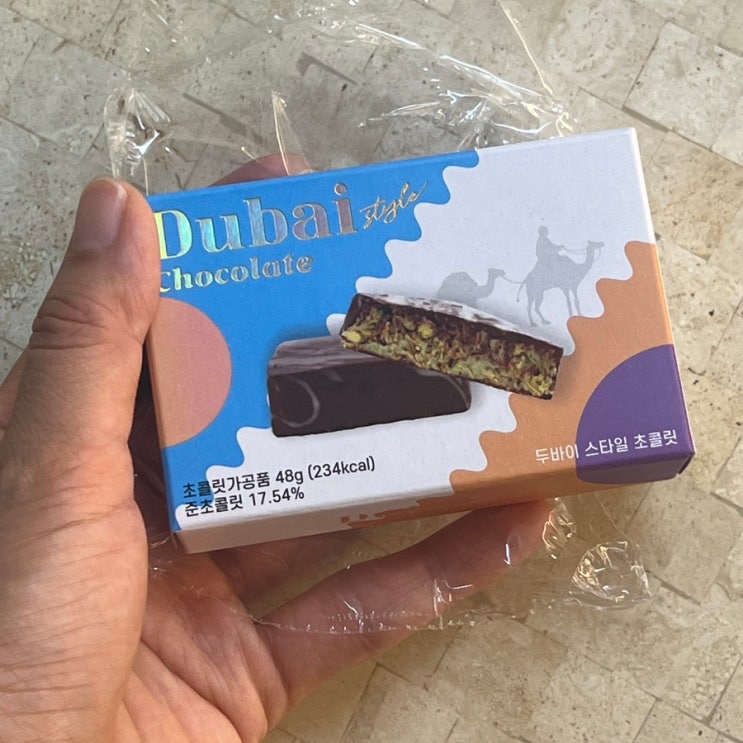 Dubai style
Chocolate
두바이 스타일 초콜릿
초콜릿가공품 48g (234kcal)
준초콜릿 17.54%